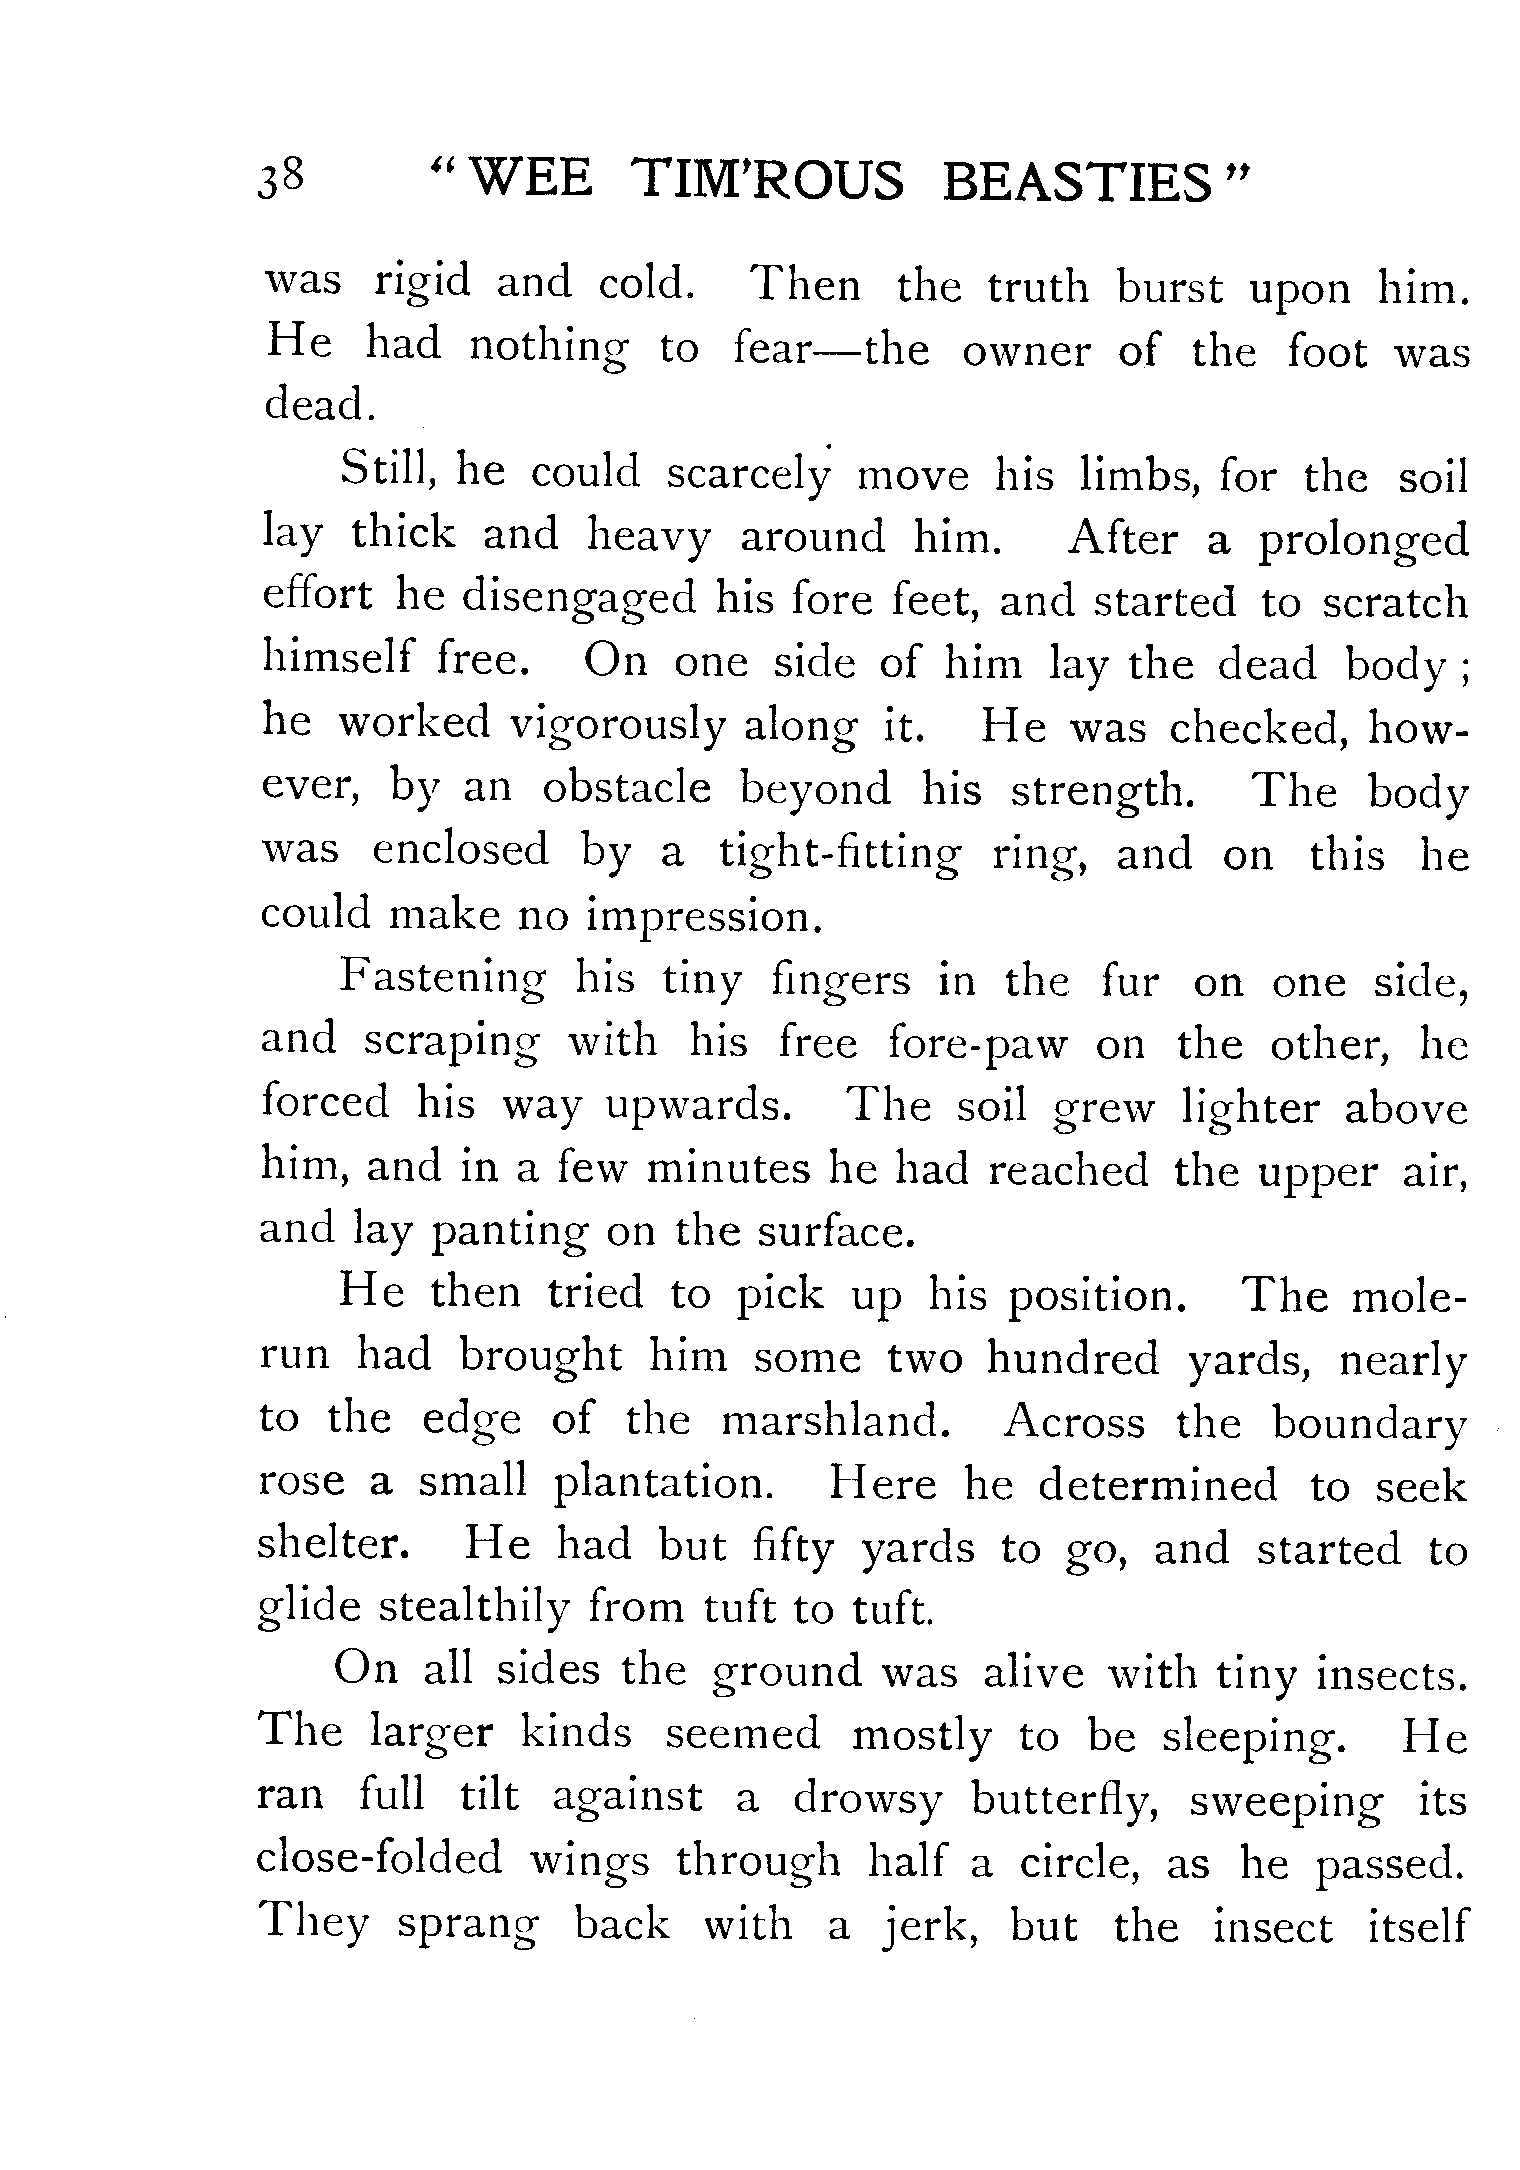 38 "WEE TIM'ROUS BEASTIES"
was rigid and cold. Then the truth burst upon him.
He had nothing to fear—the owner of the foot was
dead.
Still, he could scarcely move his limbs, for the soil
lay thick and heavy around him. After a prolonged
effort he disengaged his fore feet, and started to scratch
himself free. On one side of him lay the dead body ;
he worked vigorously along it. He was checked, how-
ever, by an obstacle beyond his strength. The body
was enclosed by a tight-fitting ring, and on this he
could make no impression.
Fastening his tiny fingers in the fur on one side,
and scraping with his free fore-paw on the other, he
forced his way upwards. The soil grew lighter above
him, and in a few minutes he had reached the upper air,
and lay panting on the surface.
He then tried to pick up his position. The mole-
run had brought him some two hundred yards, nearly
to the edge of the marshland. Across the boundary
rose a small plantation. Here he determined to seek
shelter. He had but fifty yards to go, and started to
glide stealthily from tuft to tuft.
On all sides the ground was alive with tiny insects.
The larger kinds seemed mostly to be sleeping. He
ran full tilt against a drowsy butterfly, sweeping its
close-folded wings through half a circle, as he passed.
They sprang back with a jerk, but the insect itself